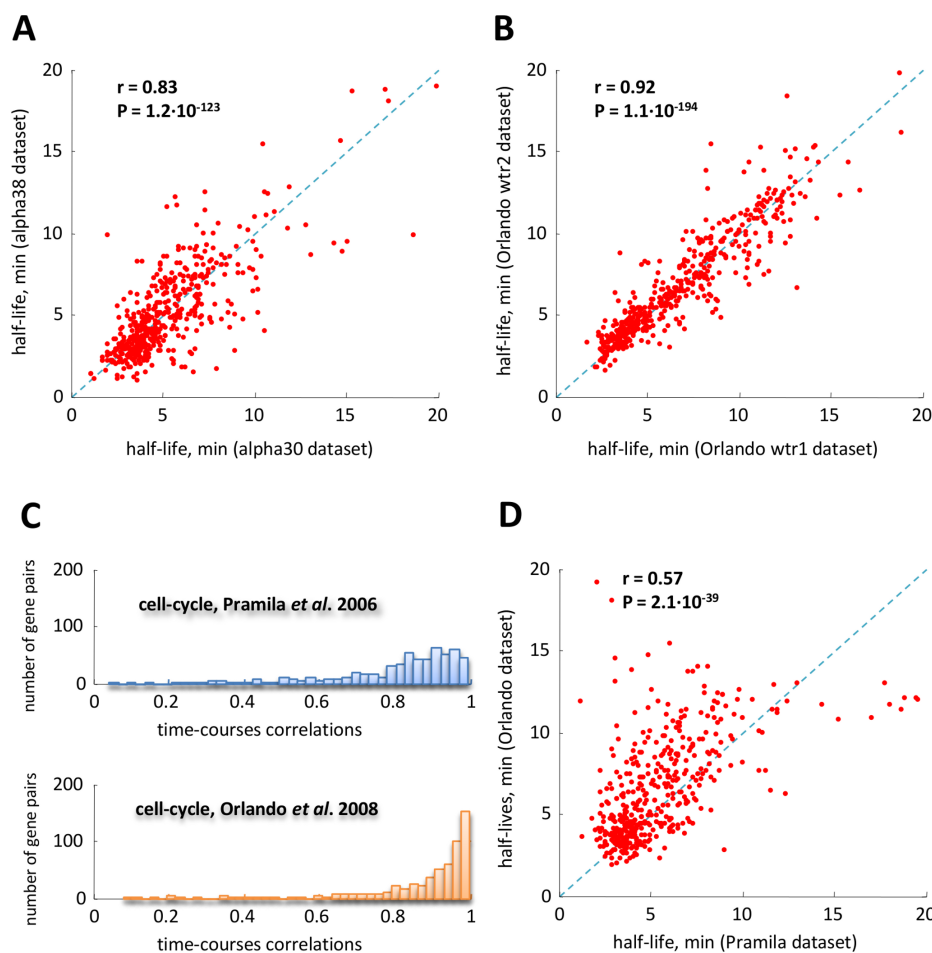 A
r = 0.83
P = 1.2·10⁻¹²³
20
15
10
5
0
0 5 10 15 20
half-life, min (alpha38 dataset)
half-life, min (alpha30 dataset)
B
r = 0.92
P = 1.1·10⁻¹⁹⁴
20
15
10
5
0
0 5 10 15 20
half-life, min (Orlando wtr2 dataset)
half-life, min (Orlando wtr1 dataset)
C
cell-cycle, Pramila et al. 2006
200
100
0
0 0.2 0.4 0.6 0.8 1
number of gene pairs
time-courses correlations
cell-cycle, Orlando et al. 2008
200
100
0
0 0.2 0.4 0.6 0.8 1
number of gene pairs
time-courses correlations
D
r = 0.57
P = 2.1·10⁻³⁹
20
15
10
5
0
0 5 10 15 20
half-lives, min (Orlando dataset)
half-life, min (Pramila dataset)